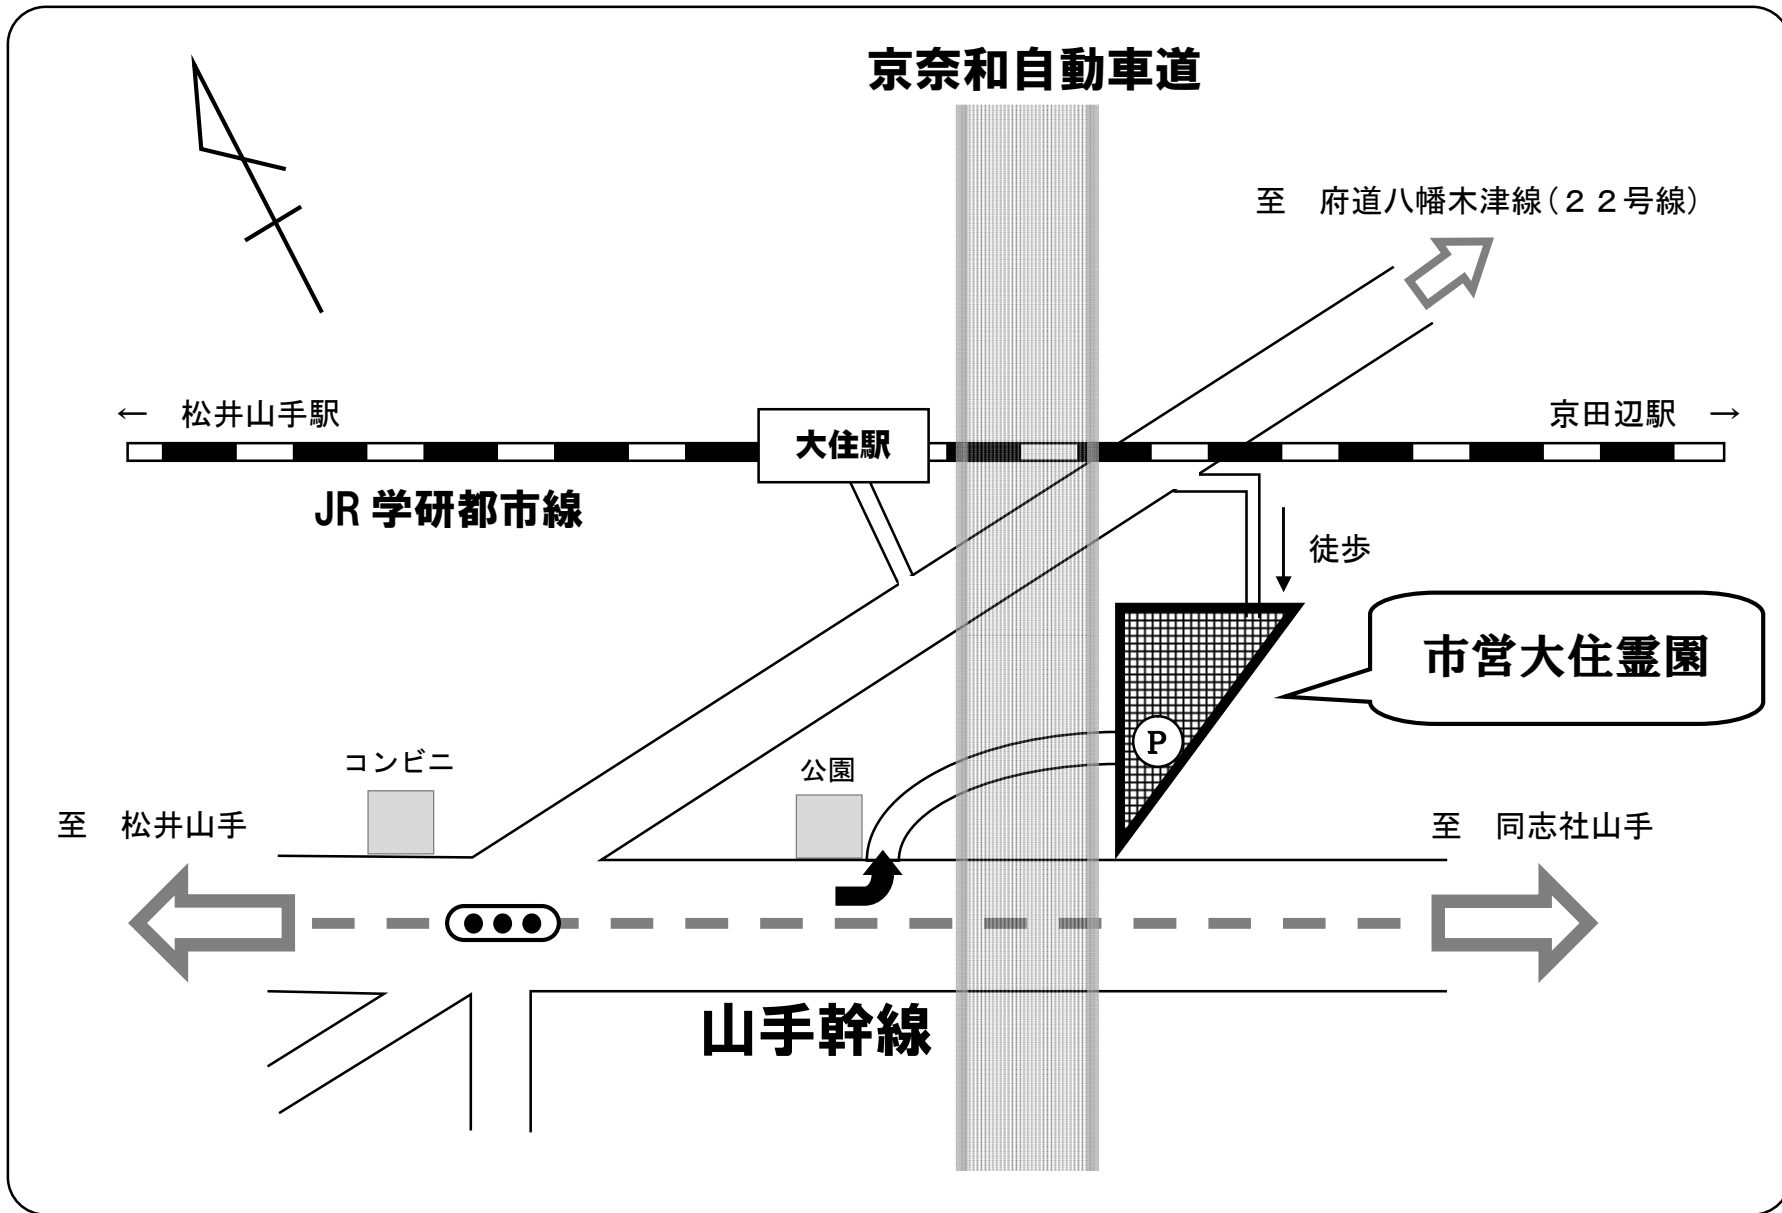 京奈和自動車道
至　府道八幡木津線(２２号線)
←　松井山手駅
京田辺駅　→
大住駅
JR 学研都市線
徒歩
市営大住霊園
P
コンビニ
公園
至　松井山手
至　同志社山手
山手幹線